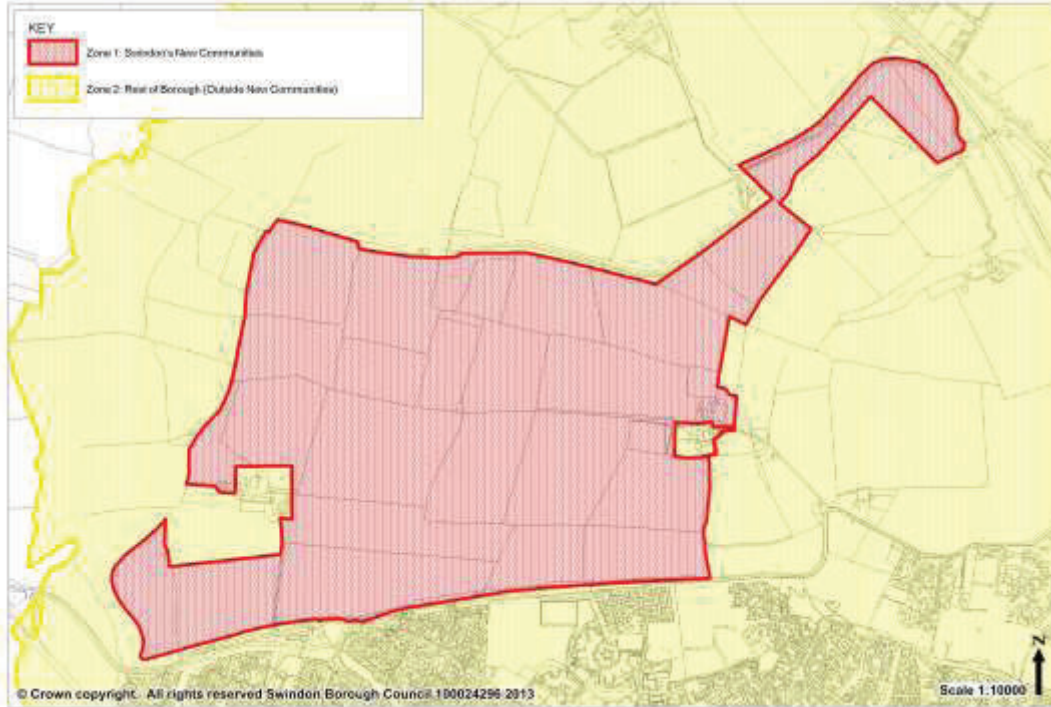 KEY
Zone 1: Swindon's New Communities
Zone 2: Rest of Borough (Outside New Communities)
N
© Crown copyright. All rights reserved Swindon Borough Council 100024296 2013
Scale 1:10000